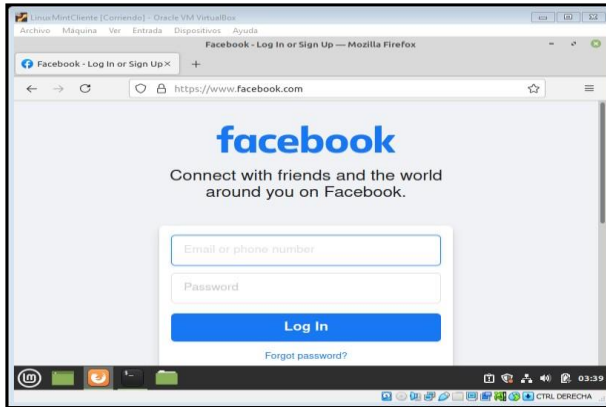 LinuxMintCliente [Corriendo] - Oracle VM VirtualBox
Archivo Máquina Ver Entrada Dispositivos Ayuda
Facebook - Log In or Sign Up — Mozilla Firefox
Facebook - Log In or Sign Up
https://www.facebook.com
facebook
Connect with friends and the world
around you on Facebook.
Email or phone number
Password
Log In
Forgot password?
03:39
CTRL DERECHA